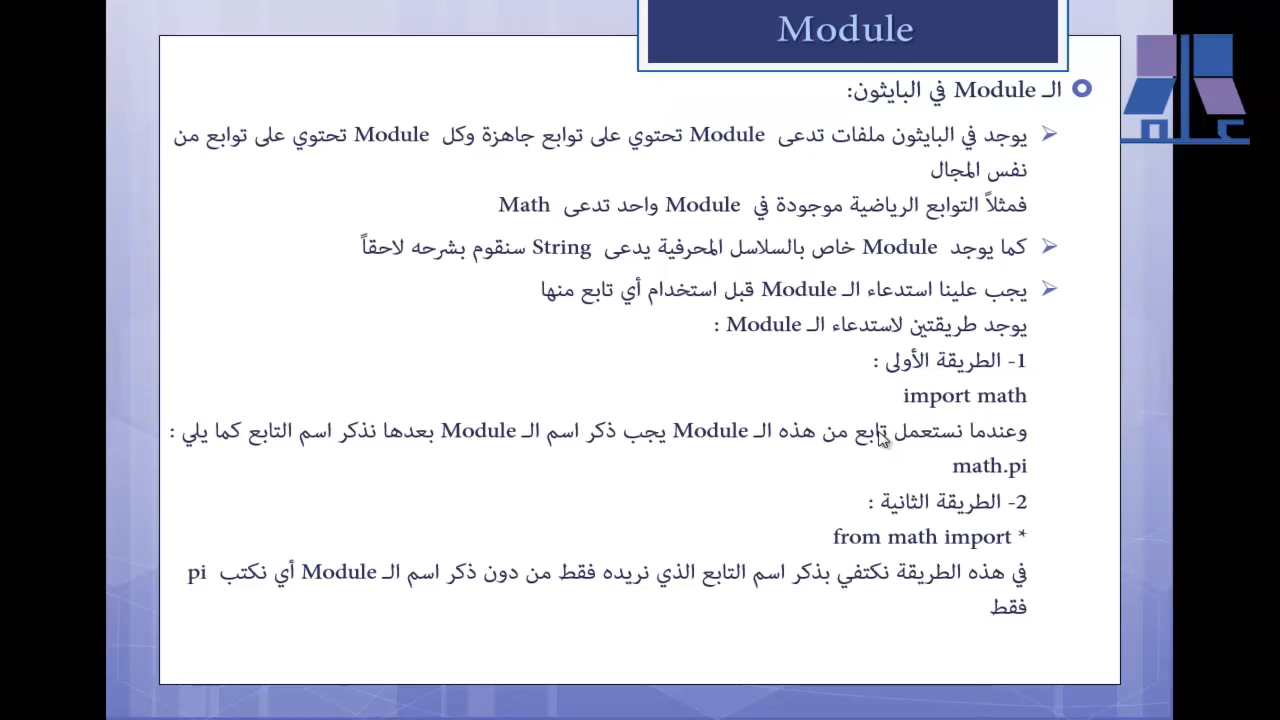 Module
الـ Module في البايثون:
يوجد في البايثون ملفات تدعى Module تحتوي على توابع جاهزة وكل Module تحتوي على توابع من
نفس المجال
فمثلاً التوابع الرياضية موجودة في Module واحد تدعى Math
كما يوجد Module خاص بالسلاسل المحرفية يدعى String سنقوم بشرحه لاحقاً
يجب علينا استدعاء الـ Module قبل استخدام أي تابع منها
يوجد طريقتين لاستدعاء الـ Module :
1- الطريقة الأولى :
import math
وعندما نستعمل تابع من هذه الـ Module يجب ذكر اسم الـ Module بعدها نذكر اسم التابع كما يلي :
math.pi
2- الطريقة الثانية :
from math import *
في هذه الطريقة نكتفي بذكر اسم التابع الذي نريده فقط من دون ذكر اسم الـ Module أي نكتب pi
فقط
علم